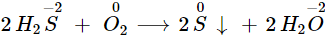 2 H₂S⁻² + O₂⁰ ⟶ 2 S⁰ ↓ + 2 H₂O⁻²